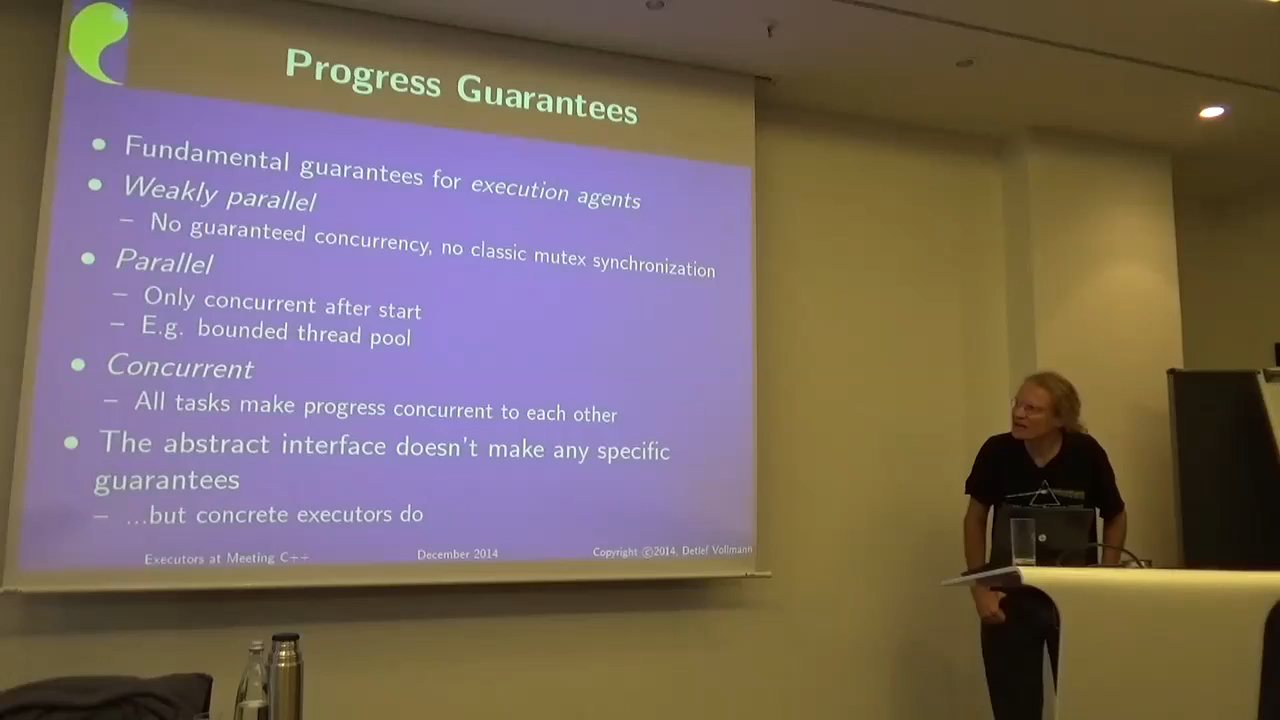 Progress Guarantees
• Fundamental guarantees for execution agents
• Weakly parallel
– No guaranteed concurrency, no classic mutex synchronization
• Parallel
– Only concurrent after start
– E.g. bounded thread pool
• Concurrent
– All tasks make progress concurrent to each other
• The abstract interface doesn't make any specific
guarantees
– ...but concrete executors do
Executors at Meeting C++ December 2014 Copyright ©2014, Detlef Vollmann
hp